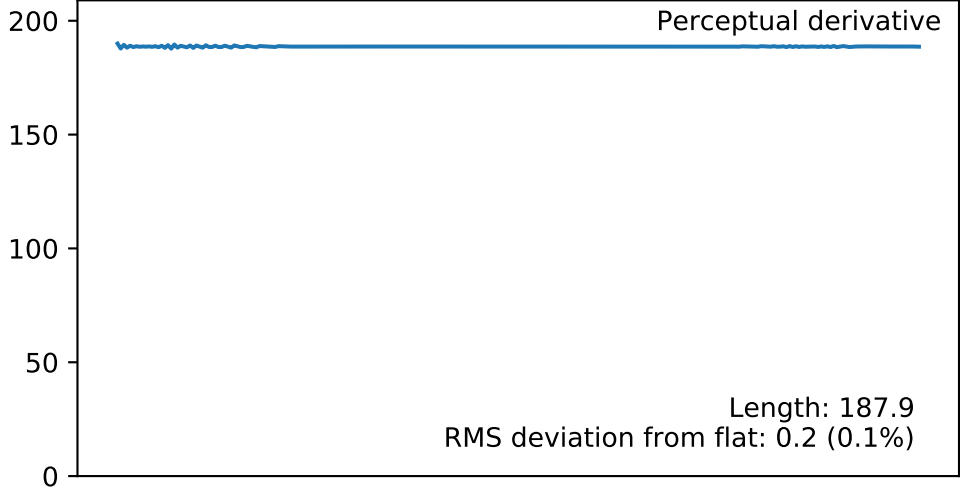 Perceptual derivative
200
150
100
50
0
Length: 187.9
RMS deviation from flat: 0.2 (0.1%)